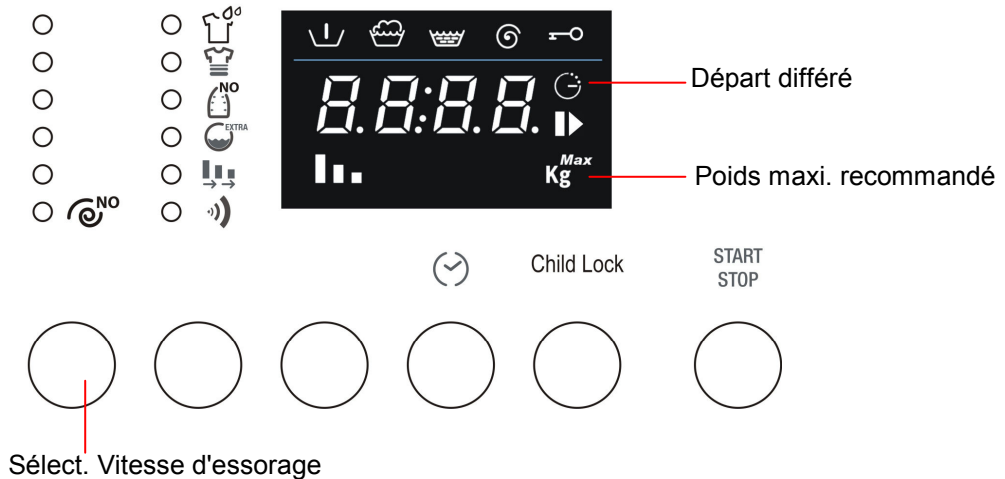 NO
EXTRA
NO
8.8:8.8.
Départ différé
Max
Kg
Poids maxi. recommandé
Child Lock
START
STOP
Sélect. Vitesse d'essorage